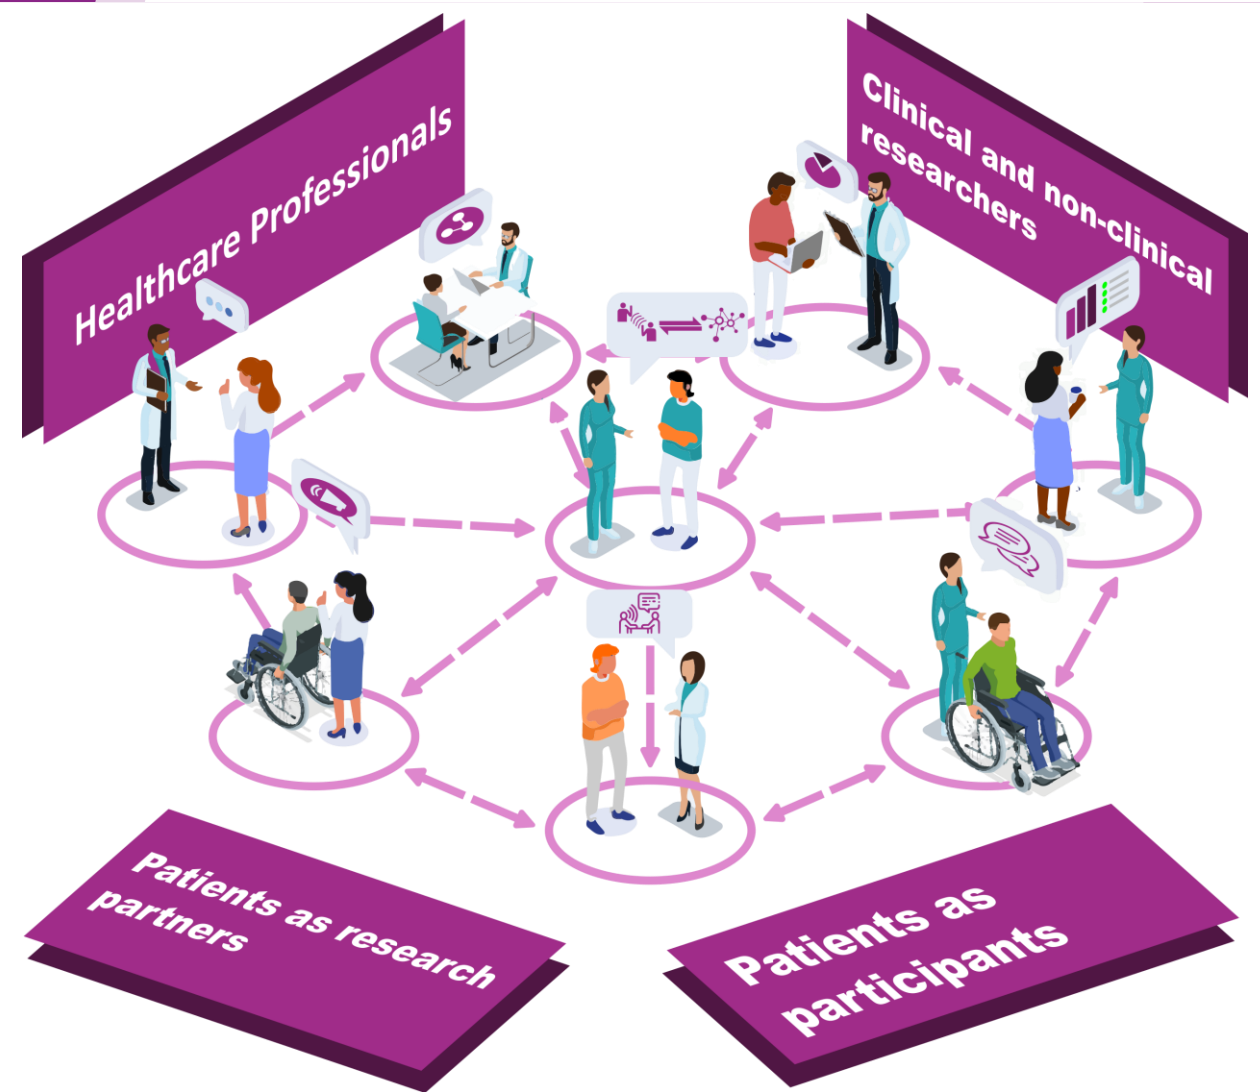 Healthcare Professionals
Clinical and non-clinical
researchers
Patients as research
partners
Patients as
participants